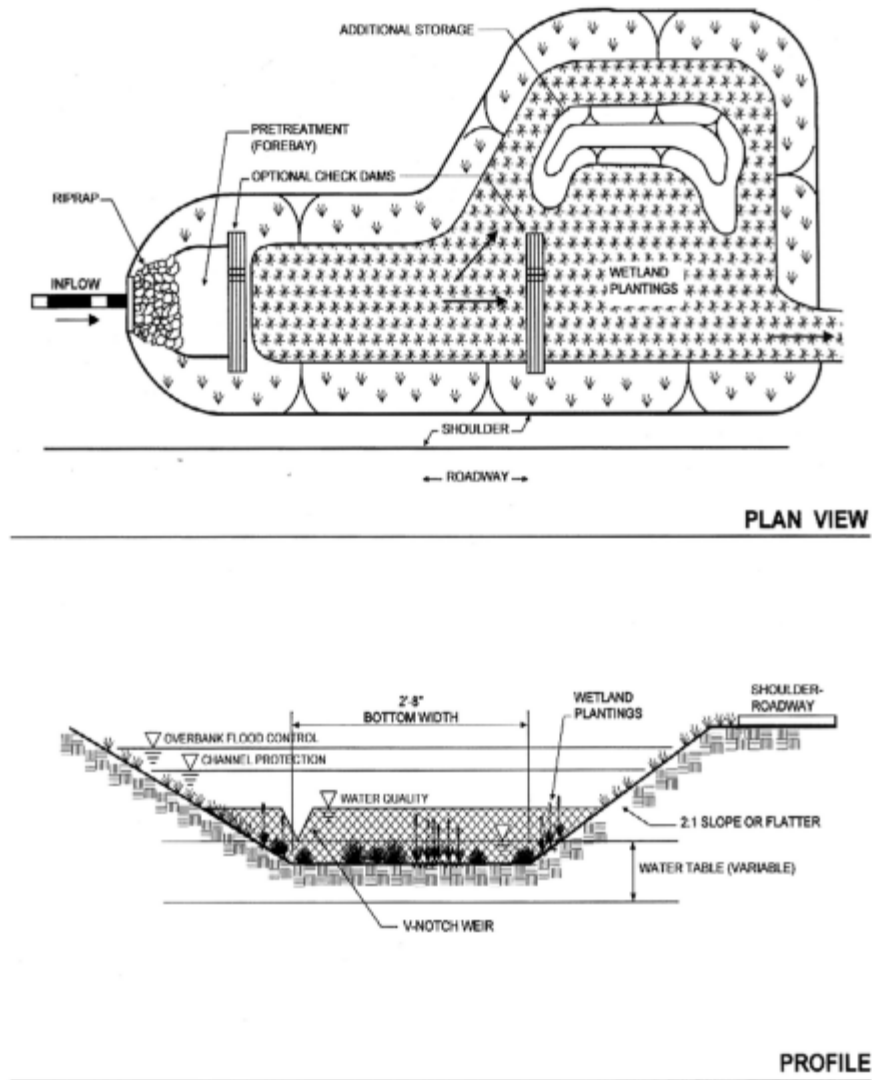 ADDITIONAL STORAGE
PRETREATMENT
(FOREBAY)
OPTIONAL CHECK DAMS
RIPRAP
INFLOW
WETLAND
PLANTINGS
SHOULDER
ROADWAY
PLAN VIEW
2'-8"
BOTTOM WIDTH
WETLAND
PLANTINGS
SHOULDER-
ROADWAY
OVERBANK FLOOD CONTROL
CHANNEL PROTECTION
WATER QUALITY
2:1 SLOPE OR FLATTER
WATER TABLE (VARIABLE)
V-NOTCH WEIR
PROFILE